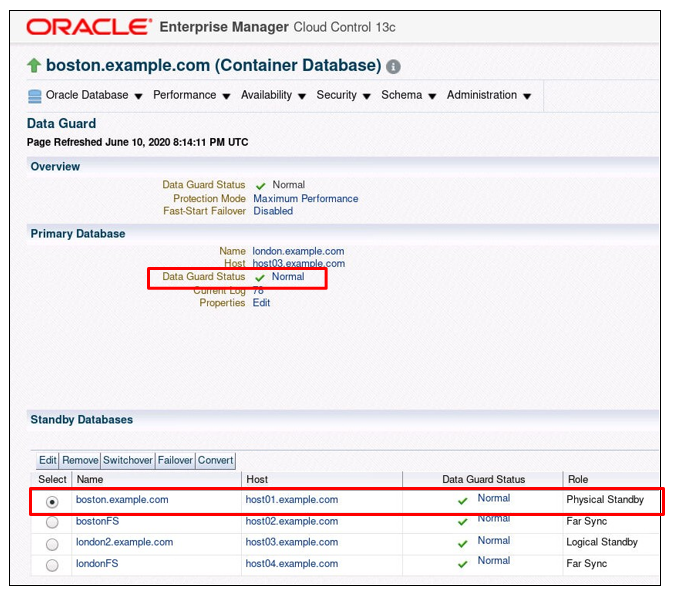 ORACLE® Enterprise Manager Cloud Control 13c
boston.example.com (Container Database) i
Oracle Database Performance Availability Security Schema Administration
Data Guard
Page Refreshed June 10, 2020 8:14:11 PM UTC
Overview
Data Guard Status Normal
Protection Mode Maximum Performance
Fast-Start Failover Disabled
Primary Database
Name london.example.com
Host host03.example.com
Data Guard Status Normal
Current Log 78
Properties Edit
Standby Databases
Edit Remove Switchover Failover Convert
Select Name Host Data Guard Status Role
boston.example.com host01.example.com Normal Physical Standby
bostonFS host02.example.com Normal Far Sync
london2.example.com host03.example.com Normal Logical Standby
londonFS host04.example.com Normal Far Sync